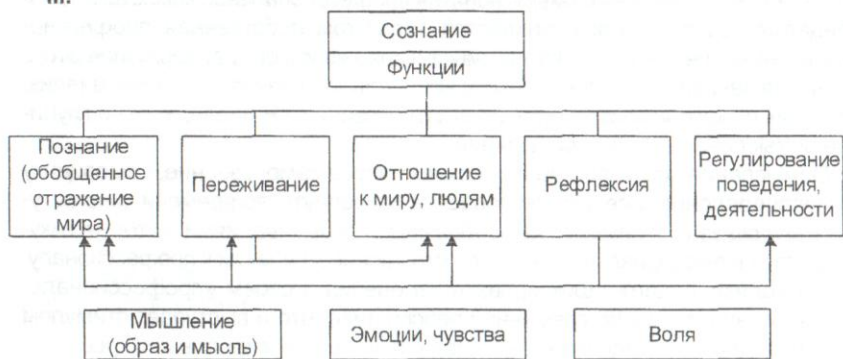 Сознание
Функции
Познание
(обобщенное
отражение
мира)
Переживание
Отношение
к миру, людям
Рефлексия
Регулирование
поведения,
деятельности
Мышление
(образ и мысль)
Эмоции, чувства
Воля